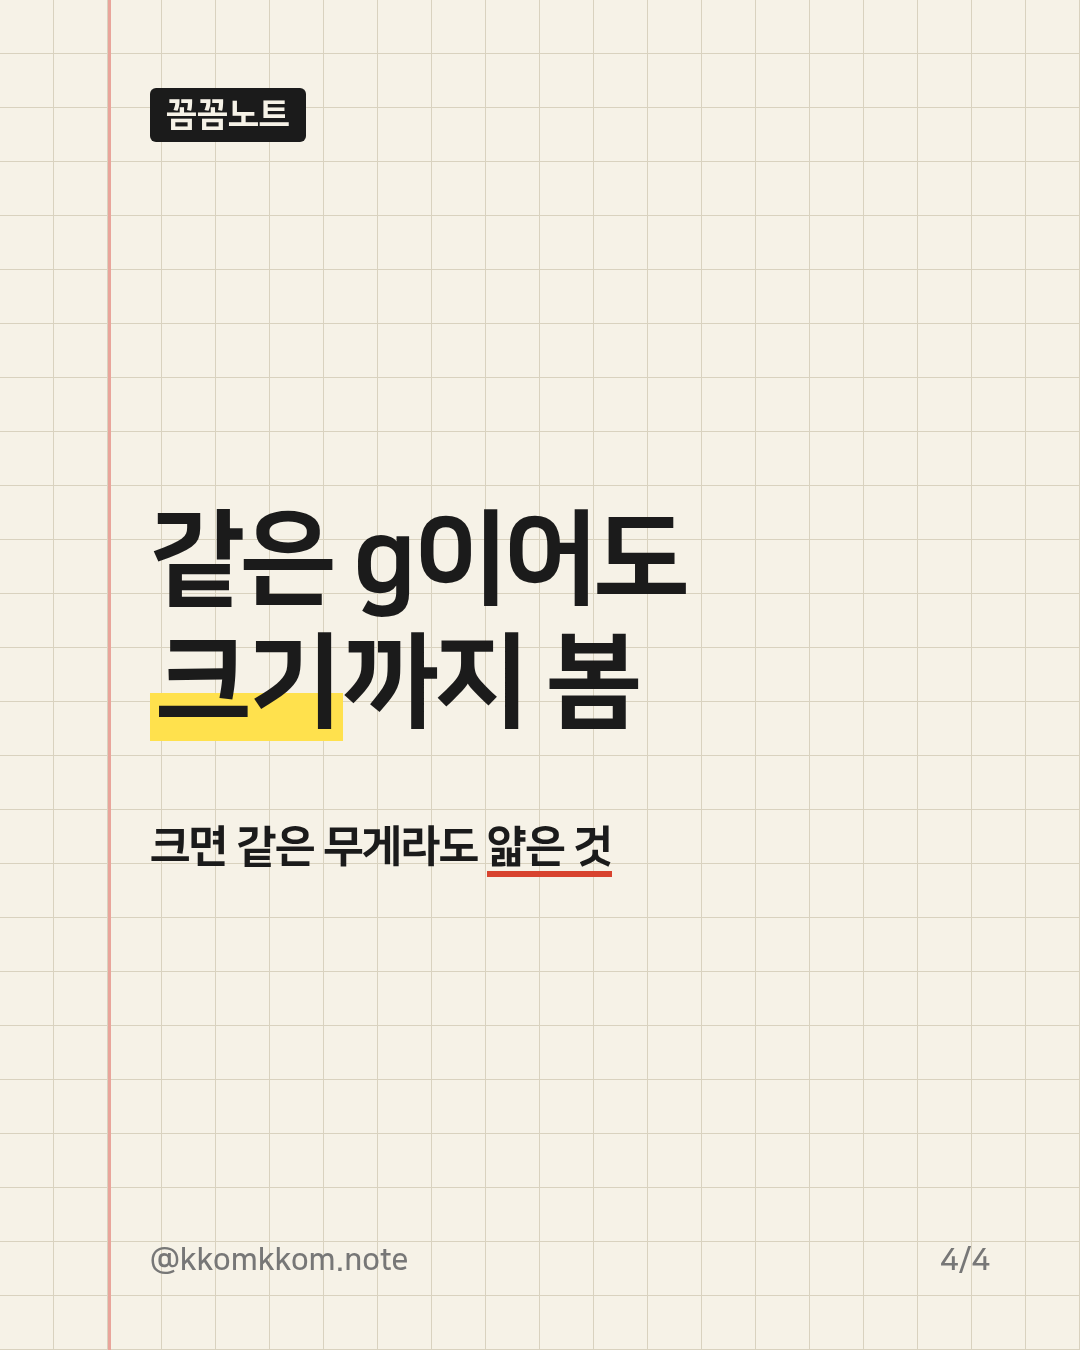 꼼꼼노트
같은 g이어도
크기까지 봄
크면 같은 무게라도 얇은 것
@kkomkkom.note
4/4